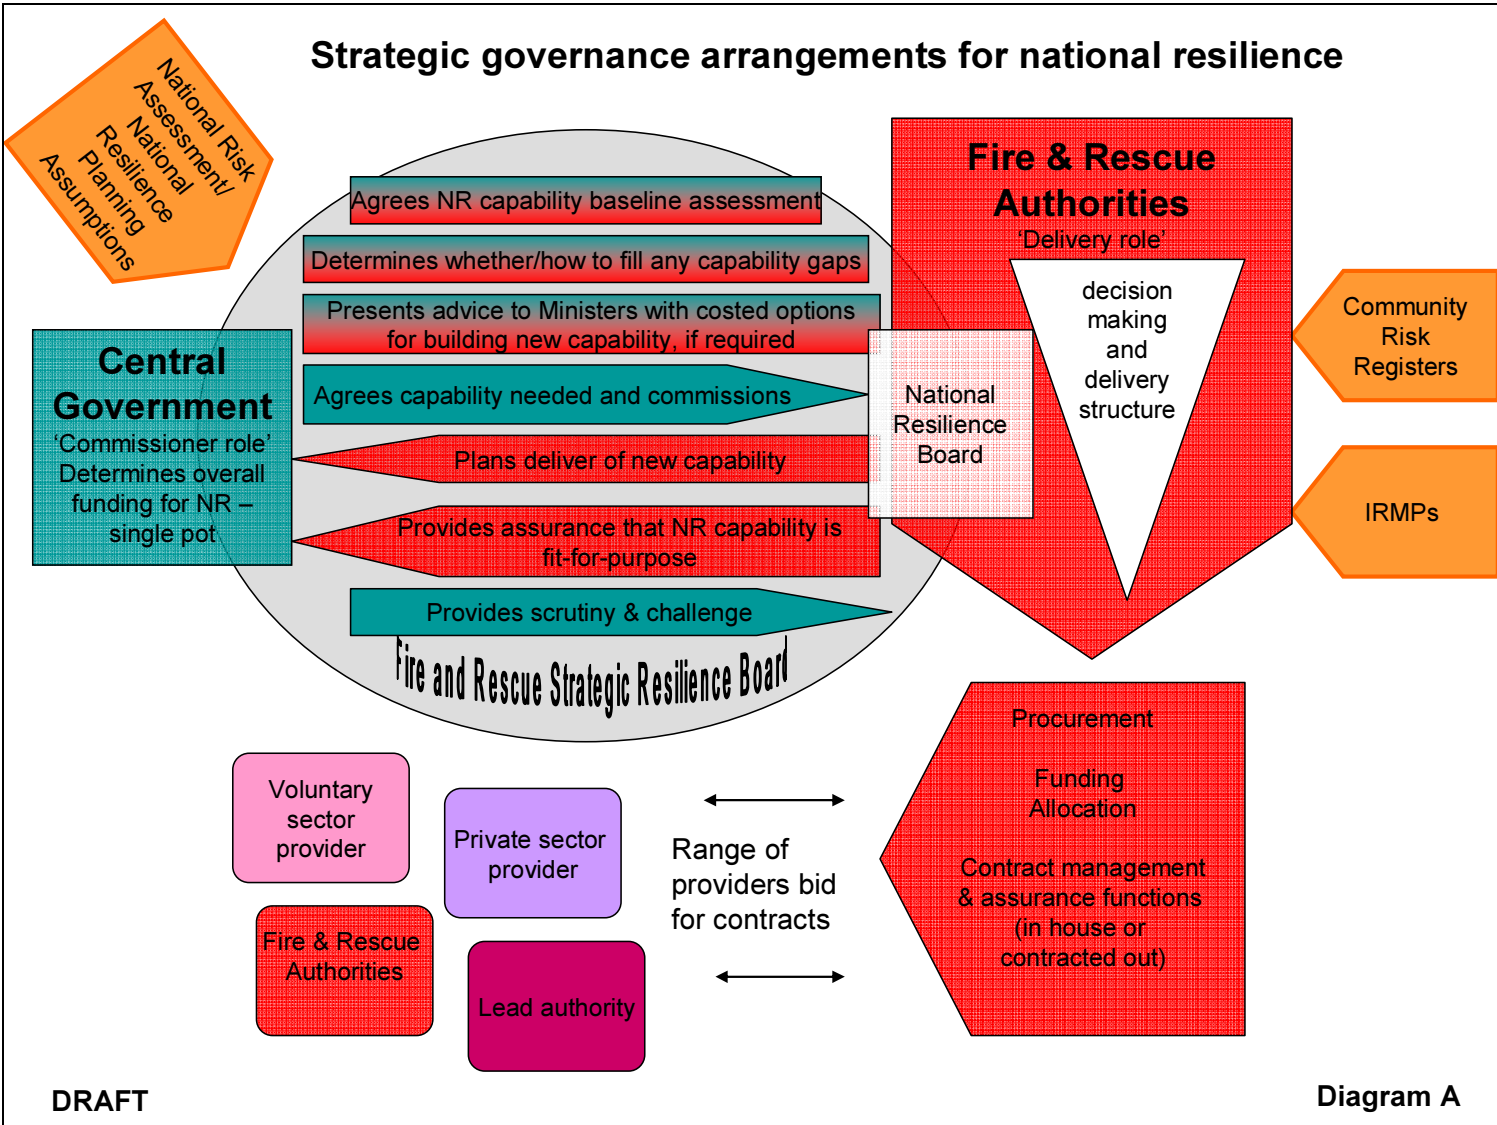 Strategic governance arrangements for national resilience
National Risk
Assessment/
National
Resilience
Planning
Assumptions
Agrees NR capability baseline assessment
Determines whether/how to fill any capability gaps
Presents advice to Ministers with costed options
for building new capability, if required
Agrees capability needed and commissions
Plans deliver of new capability
Provides assurance that NR capability is
fit-for-purpose
Provides scrutiny & challenge
Fire and Rescue Strategic Resilience Board
Central
Government
‘Commissioner role’
Determines overall
funding for NR –
single pot
National
Resilience
Board
Fire & Rescue
Authorities
‘Delivery role’
decision
making
and
delivery
structure
Community
Risk
Registers
IRMPs
Procurement
Funding
Allocation
Contract management
& assurance functions
(in house or
contracted out)
Range of
providers bid
for contracts
Voluntary
sector
provider
Private sector
provider
Fire & Rescue
Authorities
Lead authority
DRAFT
Diagram A